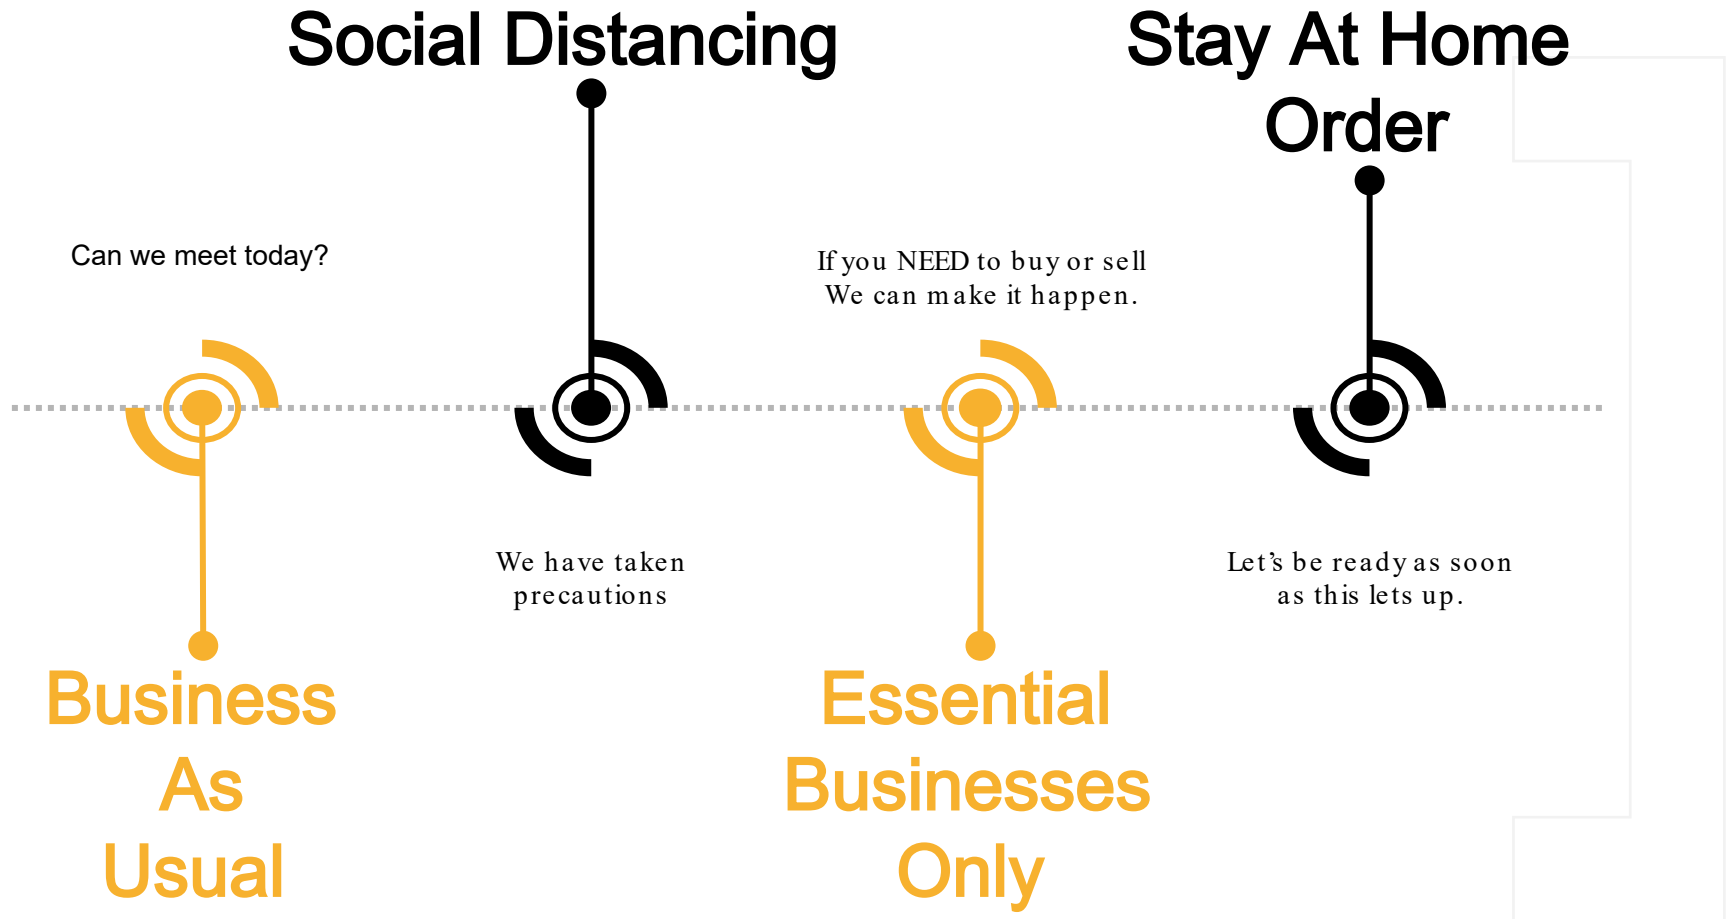 Social Distancing
Stay At Home
Order
Can we meet today?
If you NEED to buy or sell
We can make it happen.
We have taken
precautions
Let’s be ready as soon
as this lets up.
Business
As
Usual
Essential
Businesses
Only